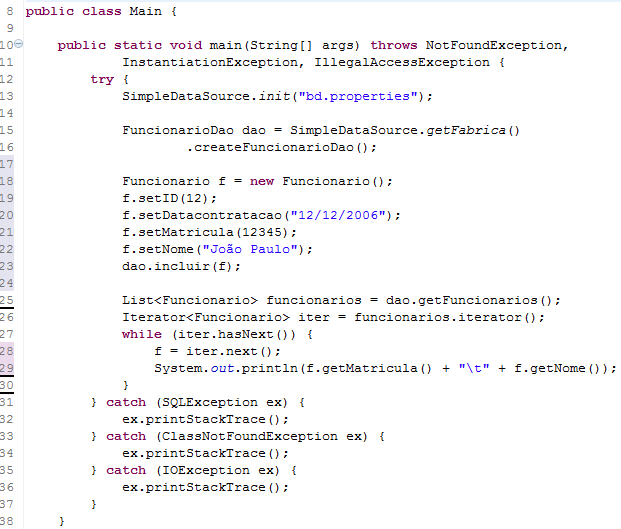 8 public class Main {
9
10 public static void main(String[] args) throws NotFoundException,
11 InstantiationException, IllegalAccessException {
12 try {
13 SimpleDataSource.init("bd.properties");
14
15 FuncionarioDao dao = SimpleDataSource.getFabrica()
16 .createFuncionarioDao();
17
18 Funcionario f = new Funcionario();
19 f.setID(12);
20 f.setDatacontratacao("12/12/2006");
21 f.setMatricula(12345);
22 f.setNome("João Paulo");
23 dao.incluir(f);
24
25 List<Funcionario> funcionarios = dao.getFuncionarios();
26 Iterator<Funcionario> iter = funcionarios.iterator();
27 while (iter.hasNext()) {
28 f = iter.next();
29 System.out.println(f.getMatricula() + "\t" + f.getNome());
30 }
31 } catch (SQLException ex) {
32 ex.printStackTrace();
33 } catch (ClassNotFoundException ex) {
34 ex.printStackTrace();
35 } catch (IOException ex) {
36 ex.printStackTrace();
37 }
38 }